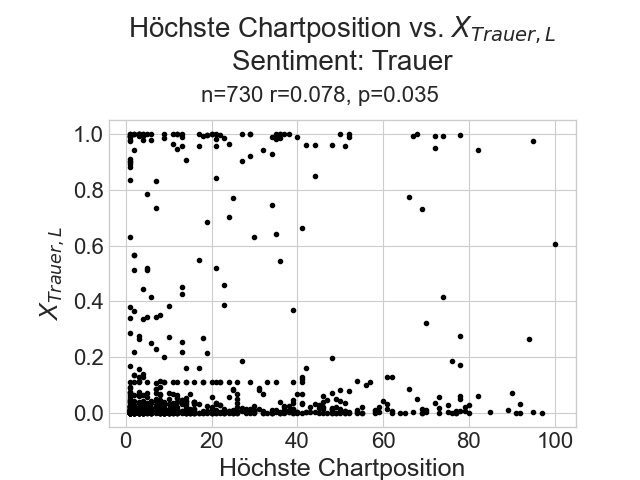 Höchste Chartposition vs. X_{Trauer, L}
Sentiment: Trauer
n=730 r=0.078, p=0.035
1.0
0.8
0.6
0.4
0.2
0.0
X_{Trauer, L}
0 20 40 60 80 100
Höchste Chartposition